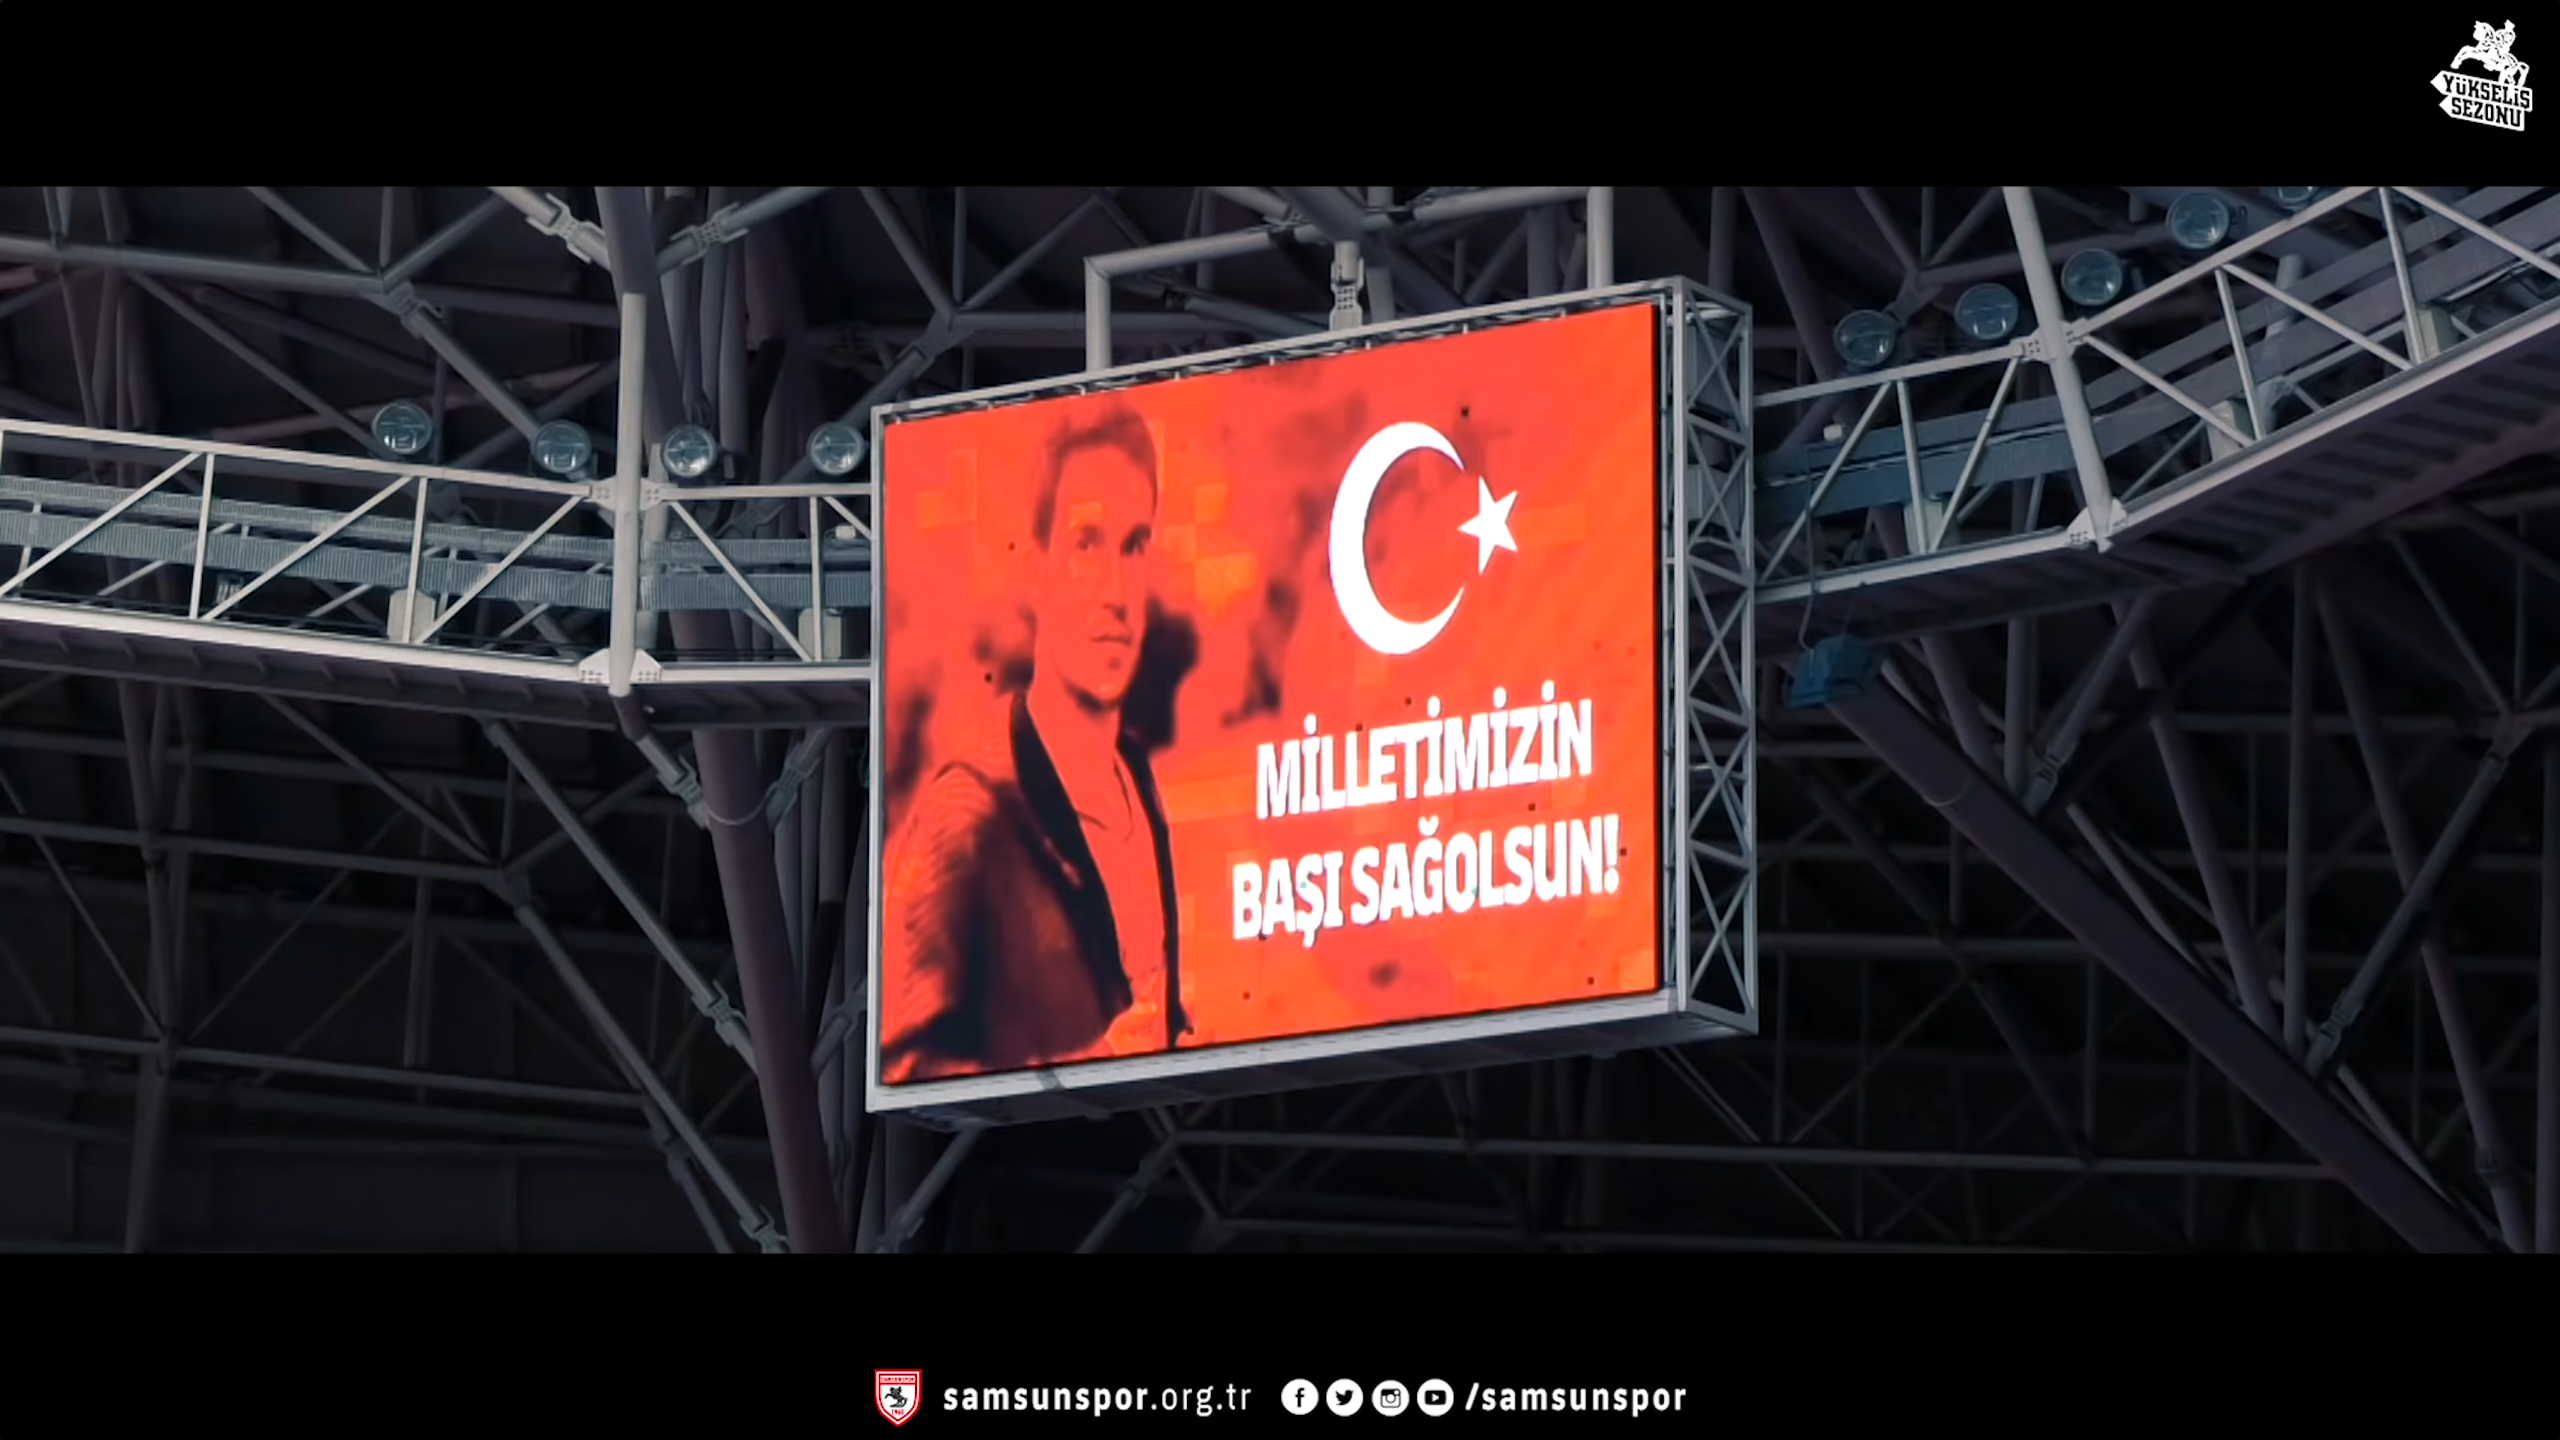 YÜKSELİŞ
SEZONU
MİLLETİMİZİN
BAŞI SAĞOLSUN!
samsunspor.org.tr
/samsunspor